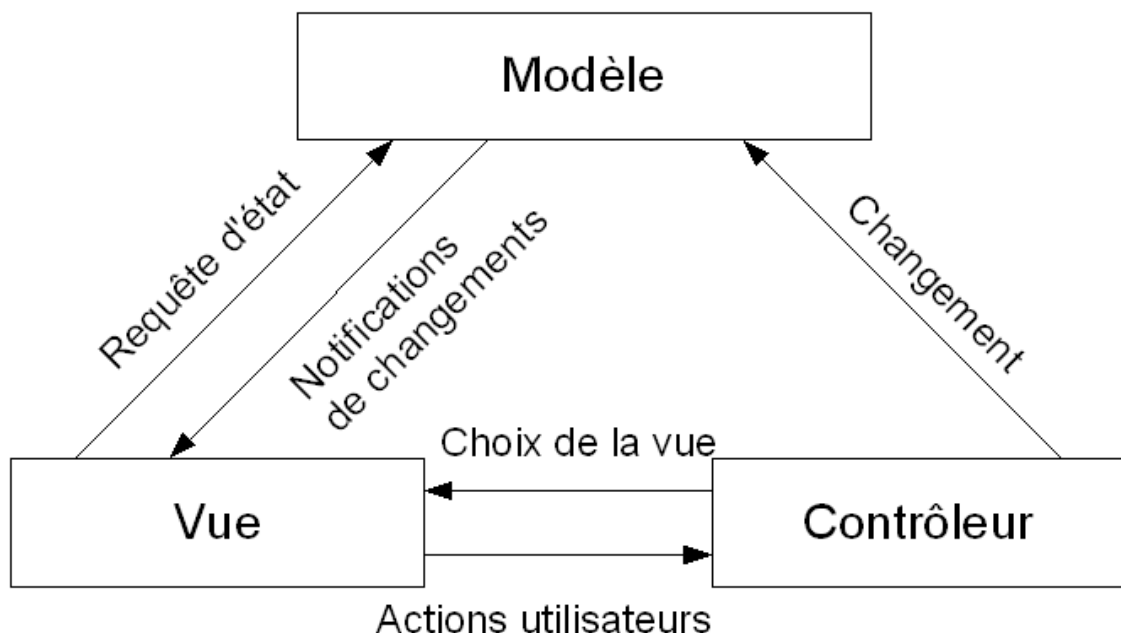 Modèle
Requête d'état
Notifications
de changements
Changement
Choix de la vue
Vue
Contrôleur
Actions utilisateurs